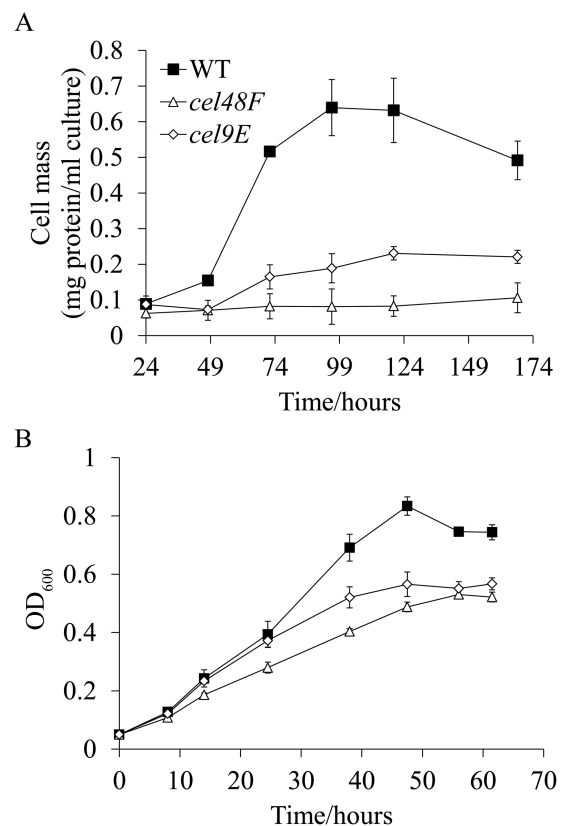 A
0.8
0.7
0.6
0.5
0.4
0.3
0.2
0.1
0
Cell mass
(mg protein/ml culture)
WT
cel48F
cel9E
24 49 74 99 124 149 174
Time/hours
B
1
0.8
0.6
0.4
0.2
0
OD600
0 10 20 30 40 50 60 70
Time/hours